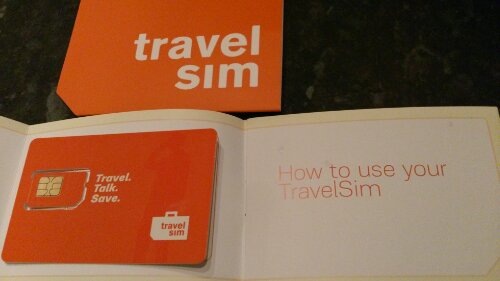 travel
sim
Travel.
Talk.
Save.
travel
sim
How to use your
TravelSim